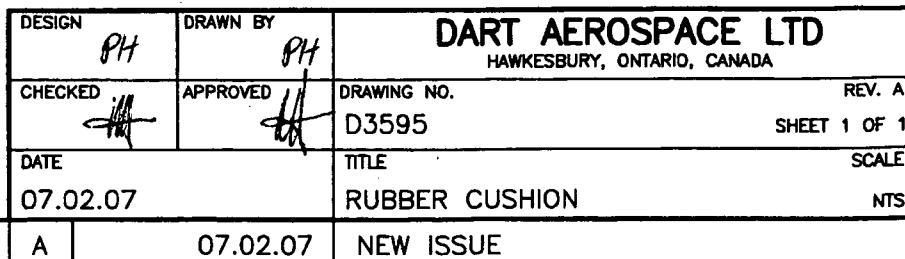 DESIGN
PH
DRAWN BY
PH
DART AEROSPACE LTD
HAWKESBURY, ONTARIO, CANADA
CHECKED
APPROVED
DRAWING NO.
REV. A
D3595
SHEET 1 OF 1
DATE
TITLE
SCALE
07.02.07
RUBBER CUSHION
NTS
A 07.02.07 NEW ISSUE